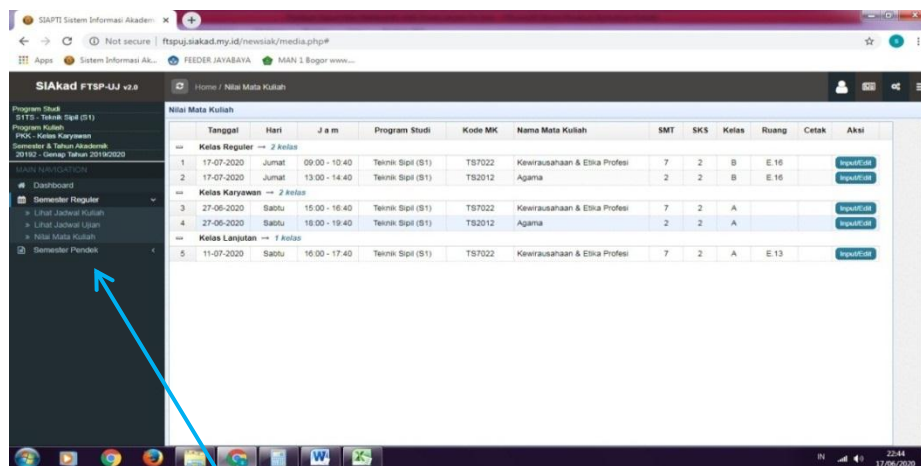 SIAPTI Sistem Informasi Akadem
Not secure | ftspuj.siakad.my.id/newsiak/media.php#
Apps Sistem Informasi Ak... FEEDER JAYABAYA MAN 1 Bogor www....
SIAkad FTSP-UJ v2.0 Home / Nilai Mata Kuliah
Program Studi
S1TS - Teknik Sipil (S1)
Program Kuliah
PKK - Kelas Karyawan
Semester & Tahun Akademik
20192 - Genap Tahun 2019/2020
MAIN NAVIGATION
Dashboard
Semester Reguler
» Lihat Jadwal Kuliah
» Lihat Jadwal Ujian
» Nilai Mata Kuliah
Semester Pendek
Nilai Mata Kuliah
Tanggal Hari Jam Program Studi Kode MK Nama Mata Kuliah SMT SKS Kelas Ruang Cetak Aksi
Kelas Reguler → 2 kelas
1 17-07-2020 Jumat 09:00 - 10:40 Teknik Sipil (S1) TS7022 Kewirausahaan & Etika Profesi 7 2 B E.16 Input/Edit
2 17-07-2020 Jumat 13:00 - 14:40 Teknik Sipil (S1) TS2012 Agama 2 2 B E.16 Input/Edit
Kelas Karyawan → 2 kelas
3 27-06-2020 Sabtu 15:00 - 16:40 Teknik Sipil (S1) TS7022 Kewirausahaan & Etika Profesi 7 2 A Input/Edit
4 27-06-2020 Sabtu 18:00 - 19:40 Teknik Sipil (S1) TS2012 Agama 2 2 A Input/Edit
Kelas Lanjutan → 1 kelas
5 11-07-2020 Sabtu 16:00 - 17:40 Teknik Sipil (S1) TS7022 Kewirausahaan & Etika Profesi 7 2 A E.13 Input/Edit
IN 22:44
17/06/2020